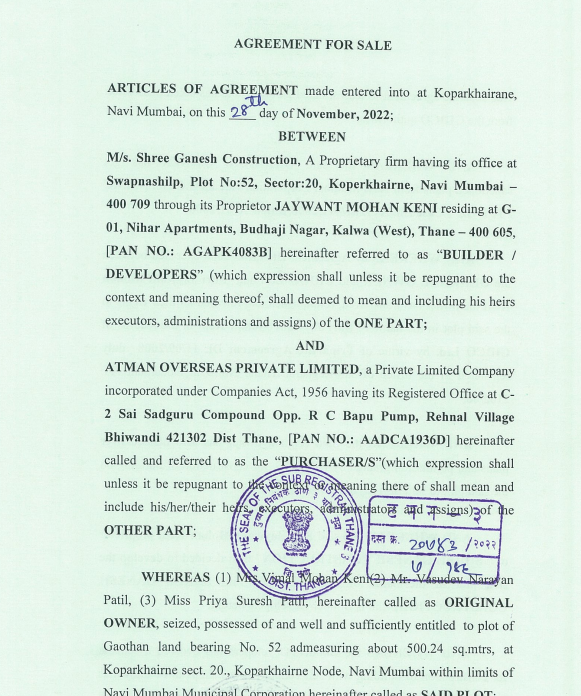 AGREEMENT FOR SALE
ARTICLES OF AGREEMENT made entered into at Koparkhairane,
Navi Mumbai, on this 28th day of November, 2022;
BETWEEN
M/s. Shree Ganesh Construction, A Proprietary firm having its office at
Swapnashilp, Plot No:52, Sector:20, Koperkhairne, Navi Mumbai –
400 709 through its Proprietor JAYWANT MOHAN KENI residing at G-
01, Nihar Apartments, Budhaji Nagar, Kalwa (West), Thane – 400 605,
[PAN NO.: AGAPK4083B] hereinafter referred to as “BUILDER /
DEVELOPERS” (which expression shall unless it be repugnant to the
context and meaning thereof, shall deemed to mean and including his heirs
executors, administrations and assigns) of the ONE PART;
AND
ATMAN OVERSEAS PRIVATE LIMITED, a Private Limited Company
incorporated under Companies Act, 1956 having its Registered Office at C-
2 Sai Sadguru Compound Opp. R C Bapu Pump, Rehnal Village
Bhiwandi 421302 Dist Thane, [PAN NO.: AADCA1936D] hereinafter
called and referred to as the “PURCHASER/S”(which expression shall
unless it be repugnant to the context or meaning there of shall mean and
include his/her/their heirs, executors, administrators and assigns) of the
OTHER PART;
THE SEAL OF THE SUB REGISTRAR THANE 3
DIST. THANE
ट न न - ३
दस्त क्र. /२०२२
WHEREAS (1) Mrs. Vimal Mohan Keni(2) Mr. Vasudev Narayan
Patil, (3) Miss Priya Suresh Patil, hereinafter called as ORIGINAL
OWNER, seized, possessed of and well and sufficiently entitled to plot of
Gaothan land bearing No. 52 admeasuring about 500.24 sq.mtrs, at
Koparkhairne sect. 20., Koparkhairne Node, Navi Mumbai within limits of
Navi Mumbai Municipal Corporation hereinafter called as SAID PLOT;